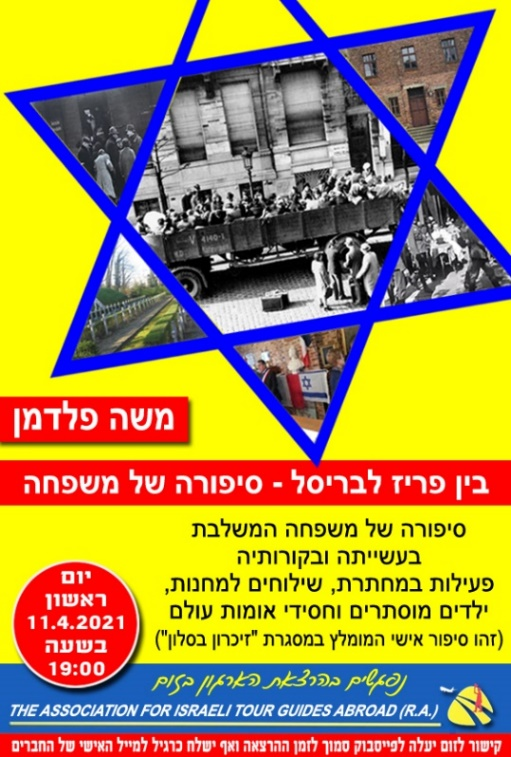 משה פלדמן
בין פריז לבריסל - סיפורה של משפחה
סיפורה של משפחה המשלבת
בעשייתה ובקורותיה
פעילות במחתרת, שילוחים למחנות,
ילדים מוסתרים וחסידי אומות עולם
(זהו סיפור אישי המומלץ במסגרת "זיכרון בסלון")
יום
ראשון
11.4.2021
בשעה
19:00
נפגשים בהרצאת הארגון בזום
THE ASSOCIATION FOR ISRAELI TOUR GUIDES ABROAD (R.A.)
קישור לזום יעלה לפייסבוק סמוך לזמן ההרצאה ואף ישלח כרגיל למייל האישי של החברים